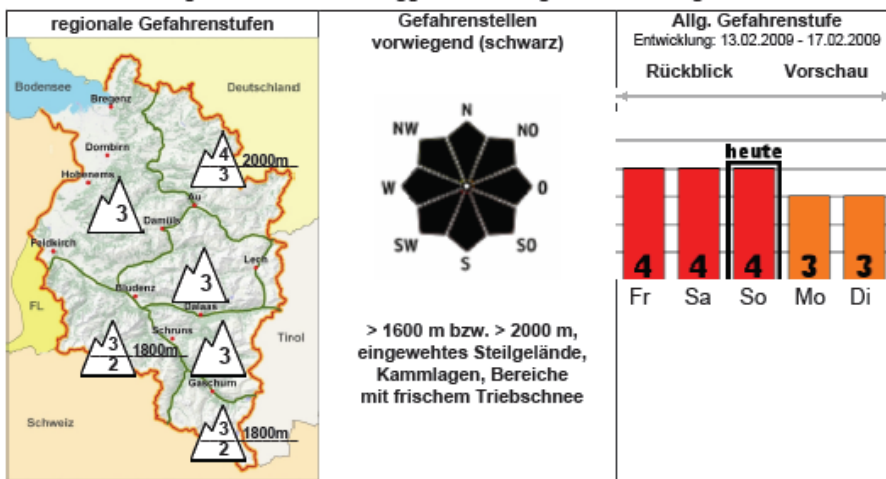 regionale Gefahrenstufen
Bodensee
Deutschland
Bregenz
Dornbirn
Hohenems
4
3
2000m
3
Au
Damüls
Feldkirch
Lech
3
Bludenz
Dalaas
FL
Schruns
Tirol
3
2
1800m
3
Gaschurn
Schweiz
3
2
1800m
Gefahrenstellen
vorwiegend (schwarz)
N
NW
NO
W
O
SW
SO
S
> 1600 m bzw. > 2000 m,
eingewehtes Steilgelände,
Kammlagen, Bereiche
mit frischem Triebschnee
Allg. Gefahrenstufe
Entwicklung: 13.02.2009 - 17.02.2009
Rückblick Vorschau
heute
4 4 4 3 3
Fr Sa So Mo Di